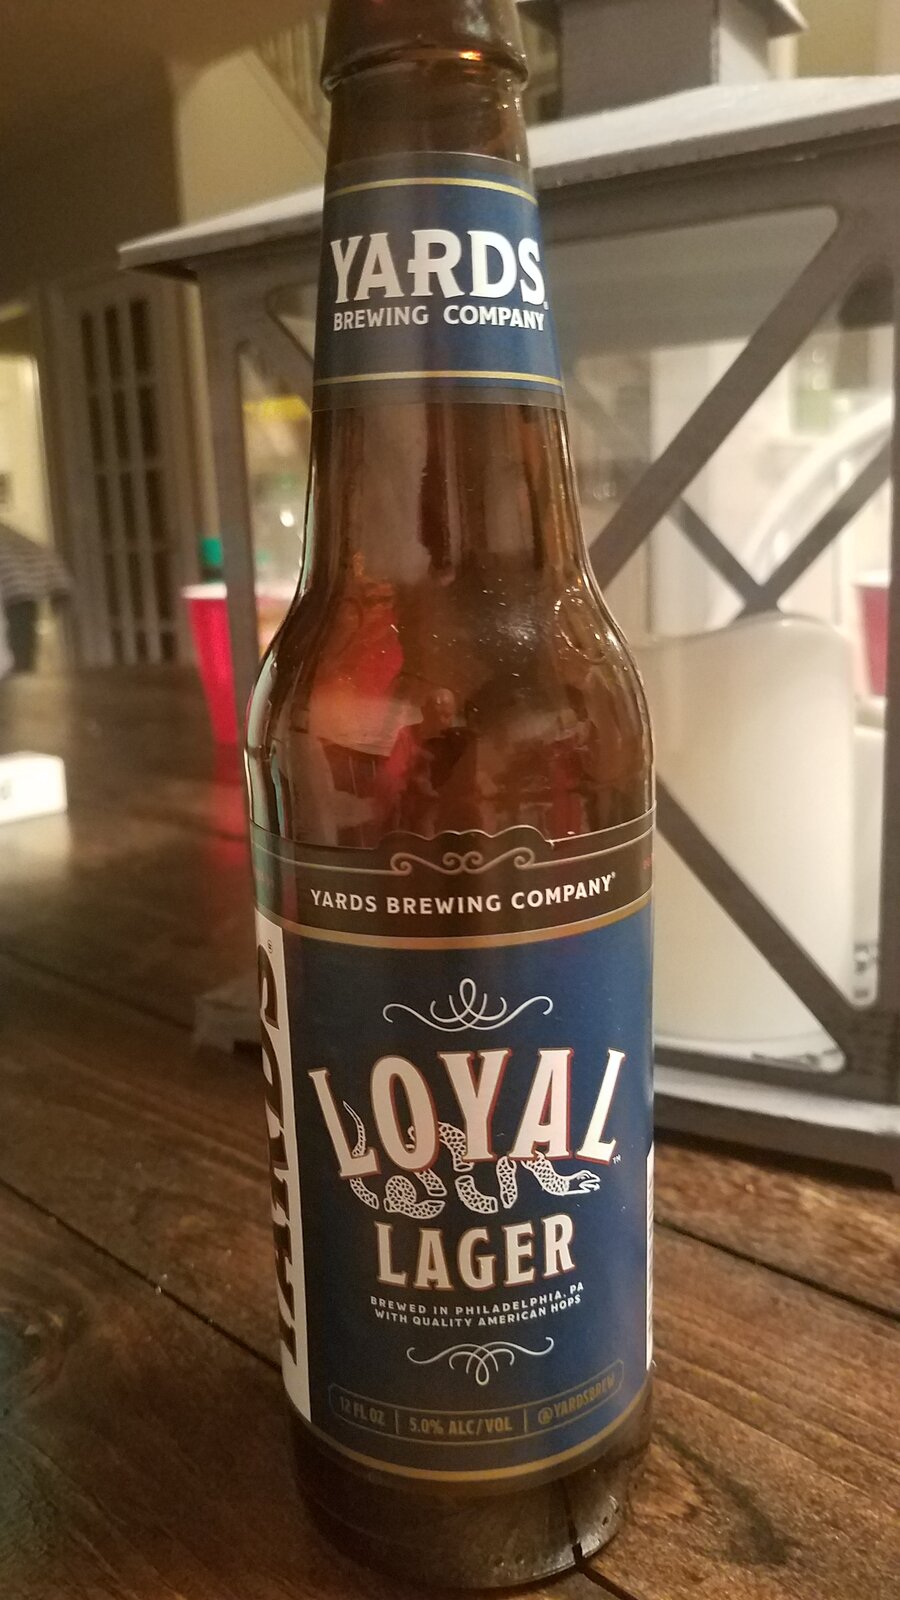 YARDS
BREWING COMPANY
YARDS BREWING COMPANY®
YARDS®
LOYAL™
LAGER
BREWED IN PHILADELPHIA, PA
WITH QUALITY AMERICAN HOPS
12 FL OZ | 5.0% ALC/VOL | @YARDSBREW